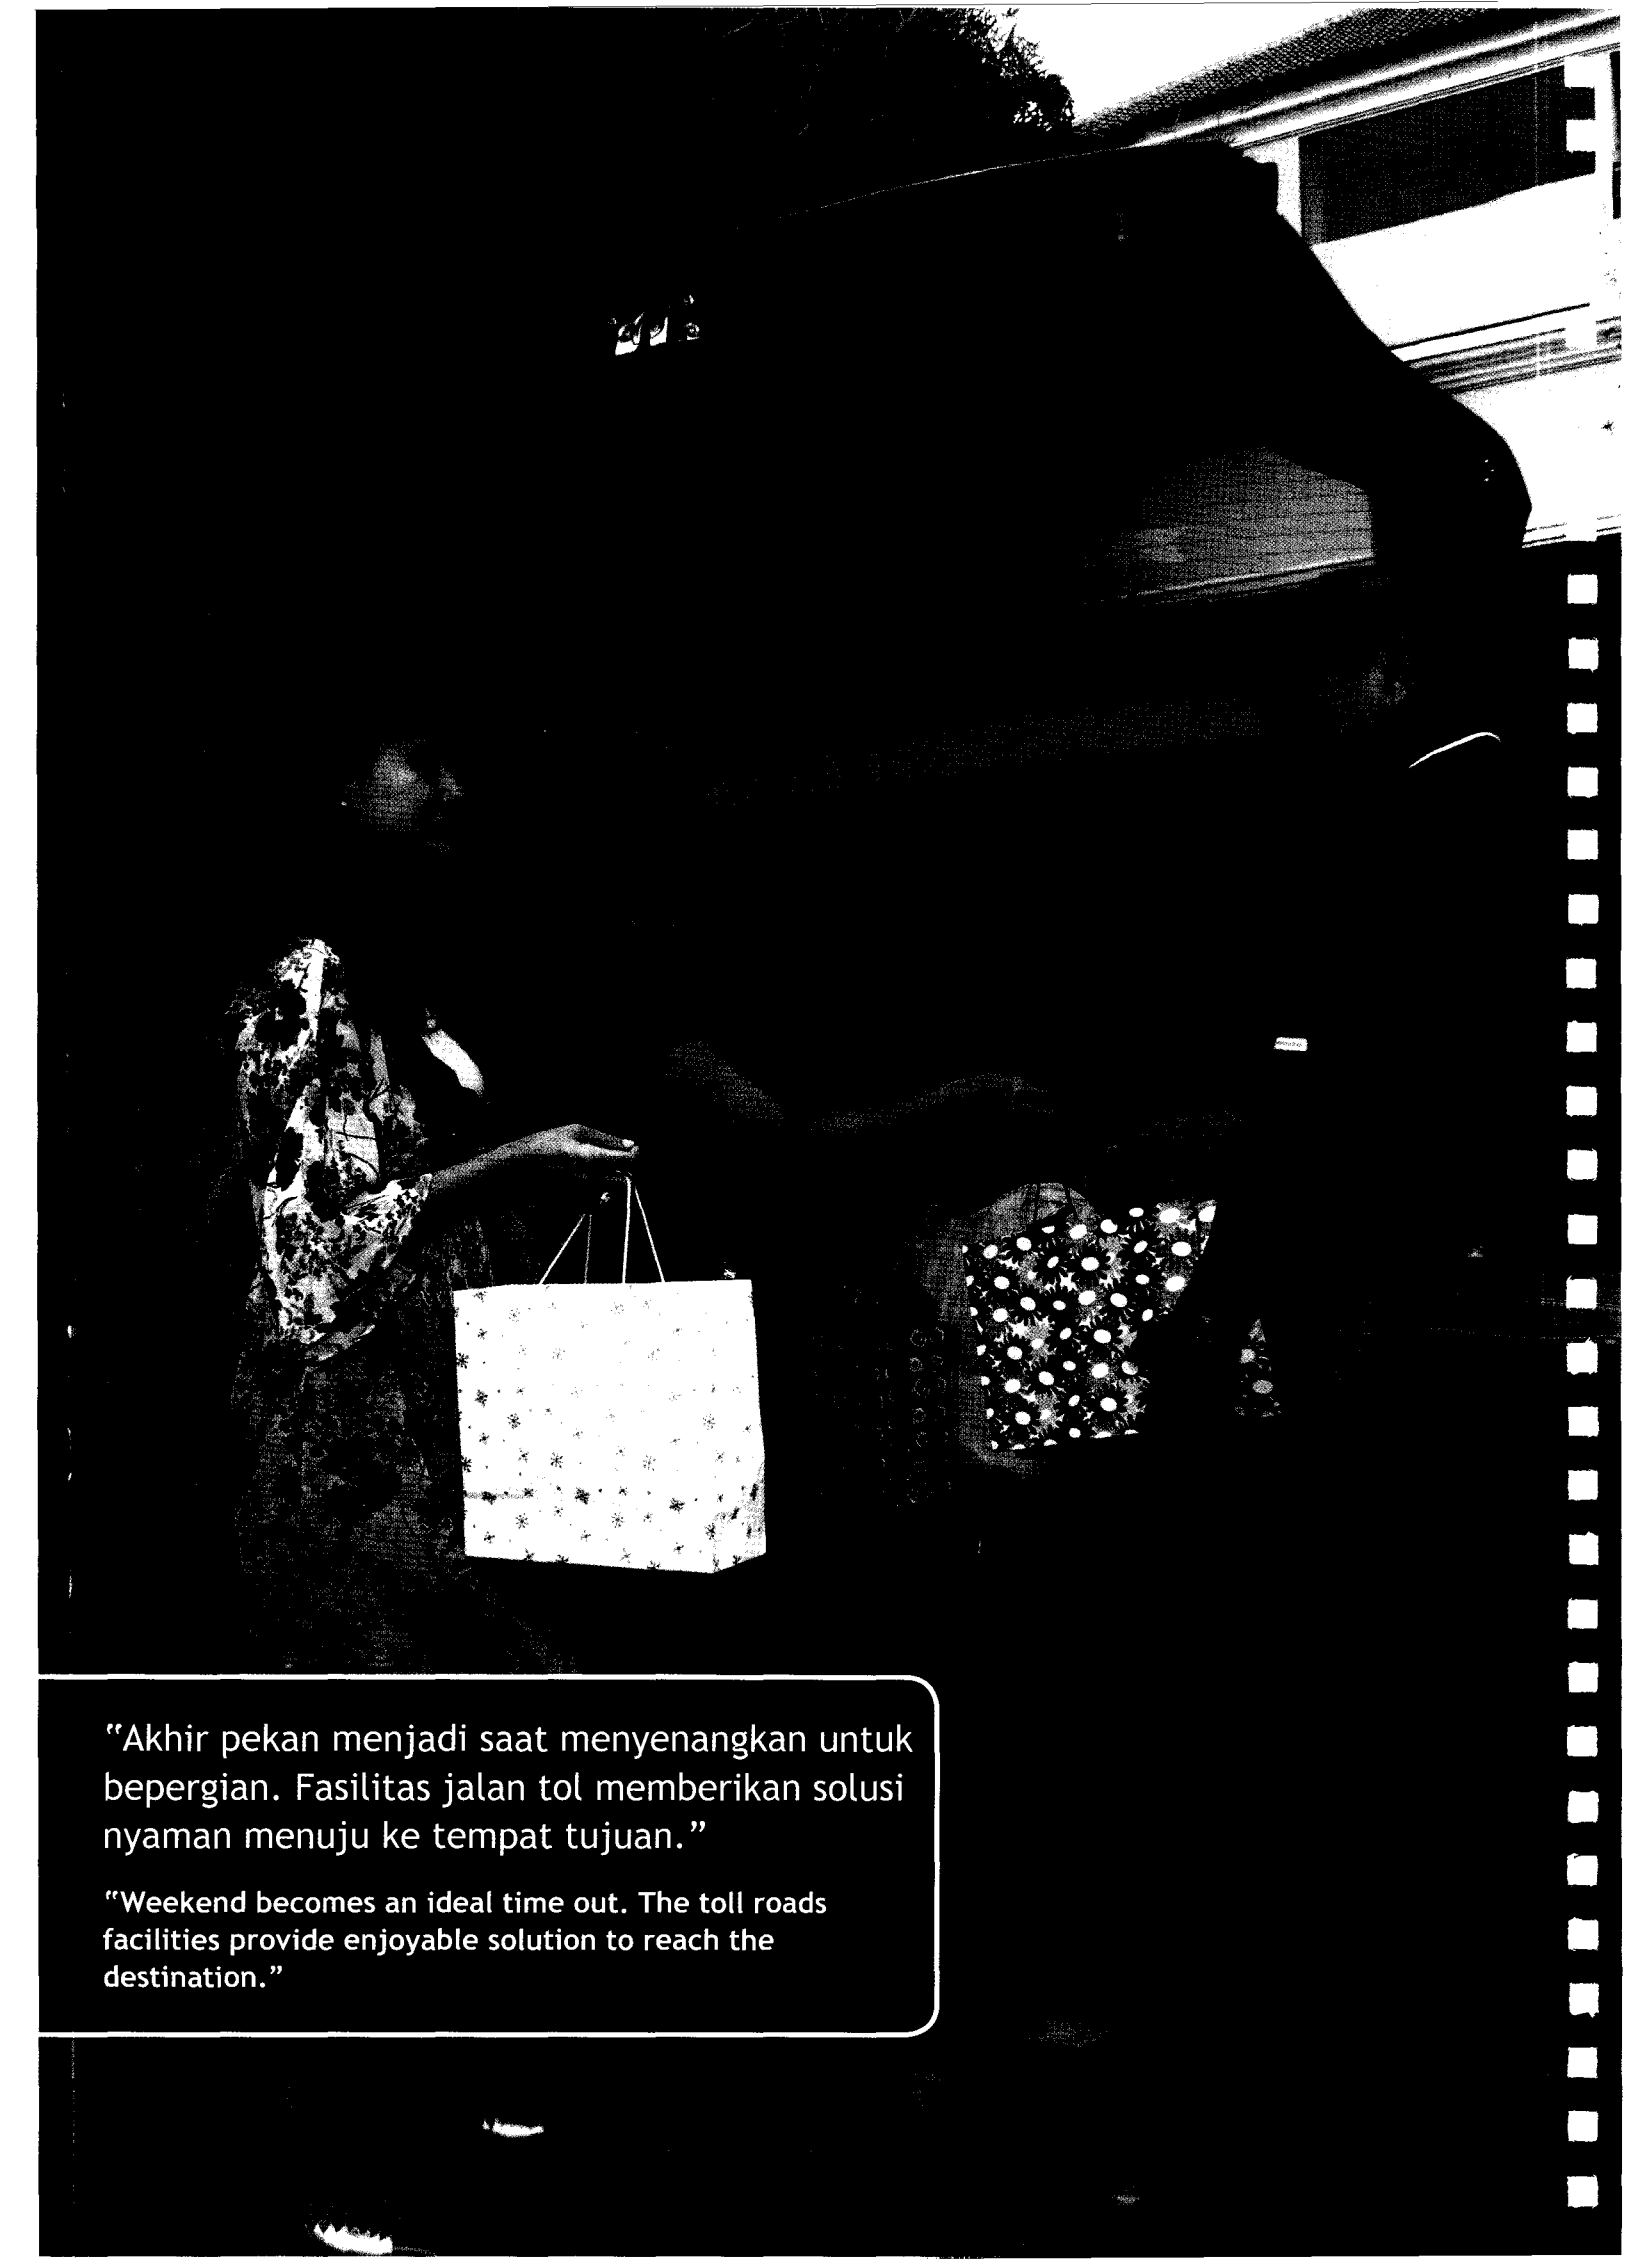 “Akhir pekan menjadi saat menyenangkan untuk
bepergian. Fasilitas jalan tol memberikan solusi
nyaman menuju ke tempat tujuan.”
“Weekend becomes an ideal time out. The toll roads
facilities provide enjoyable solution to reach the
destination.”